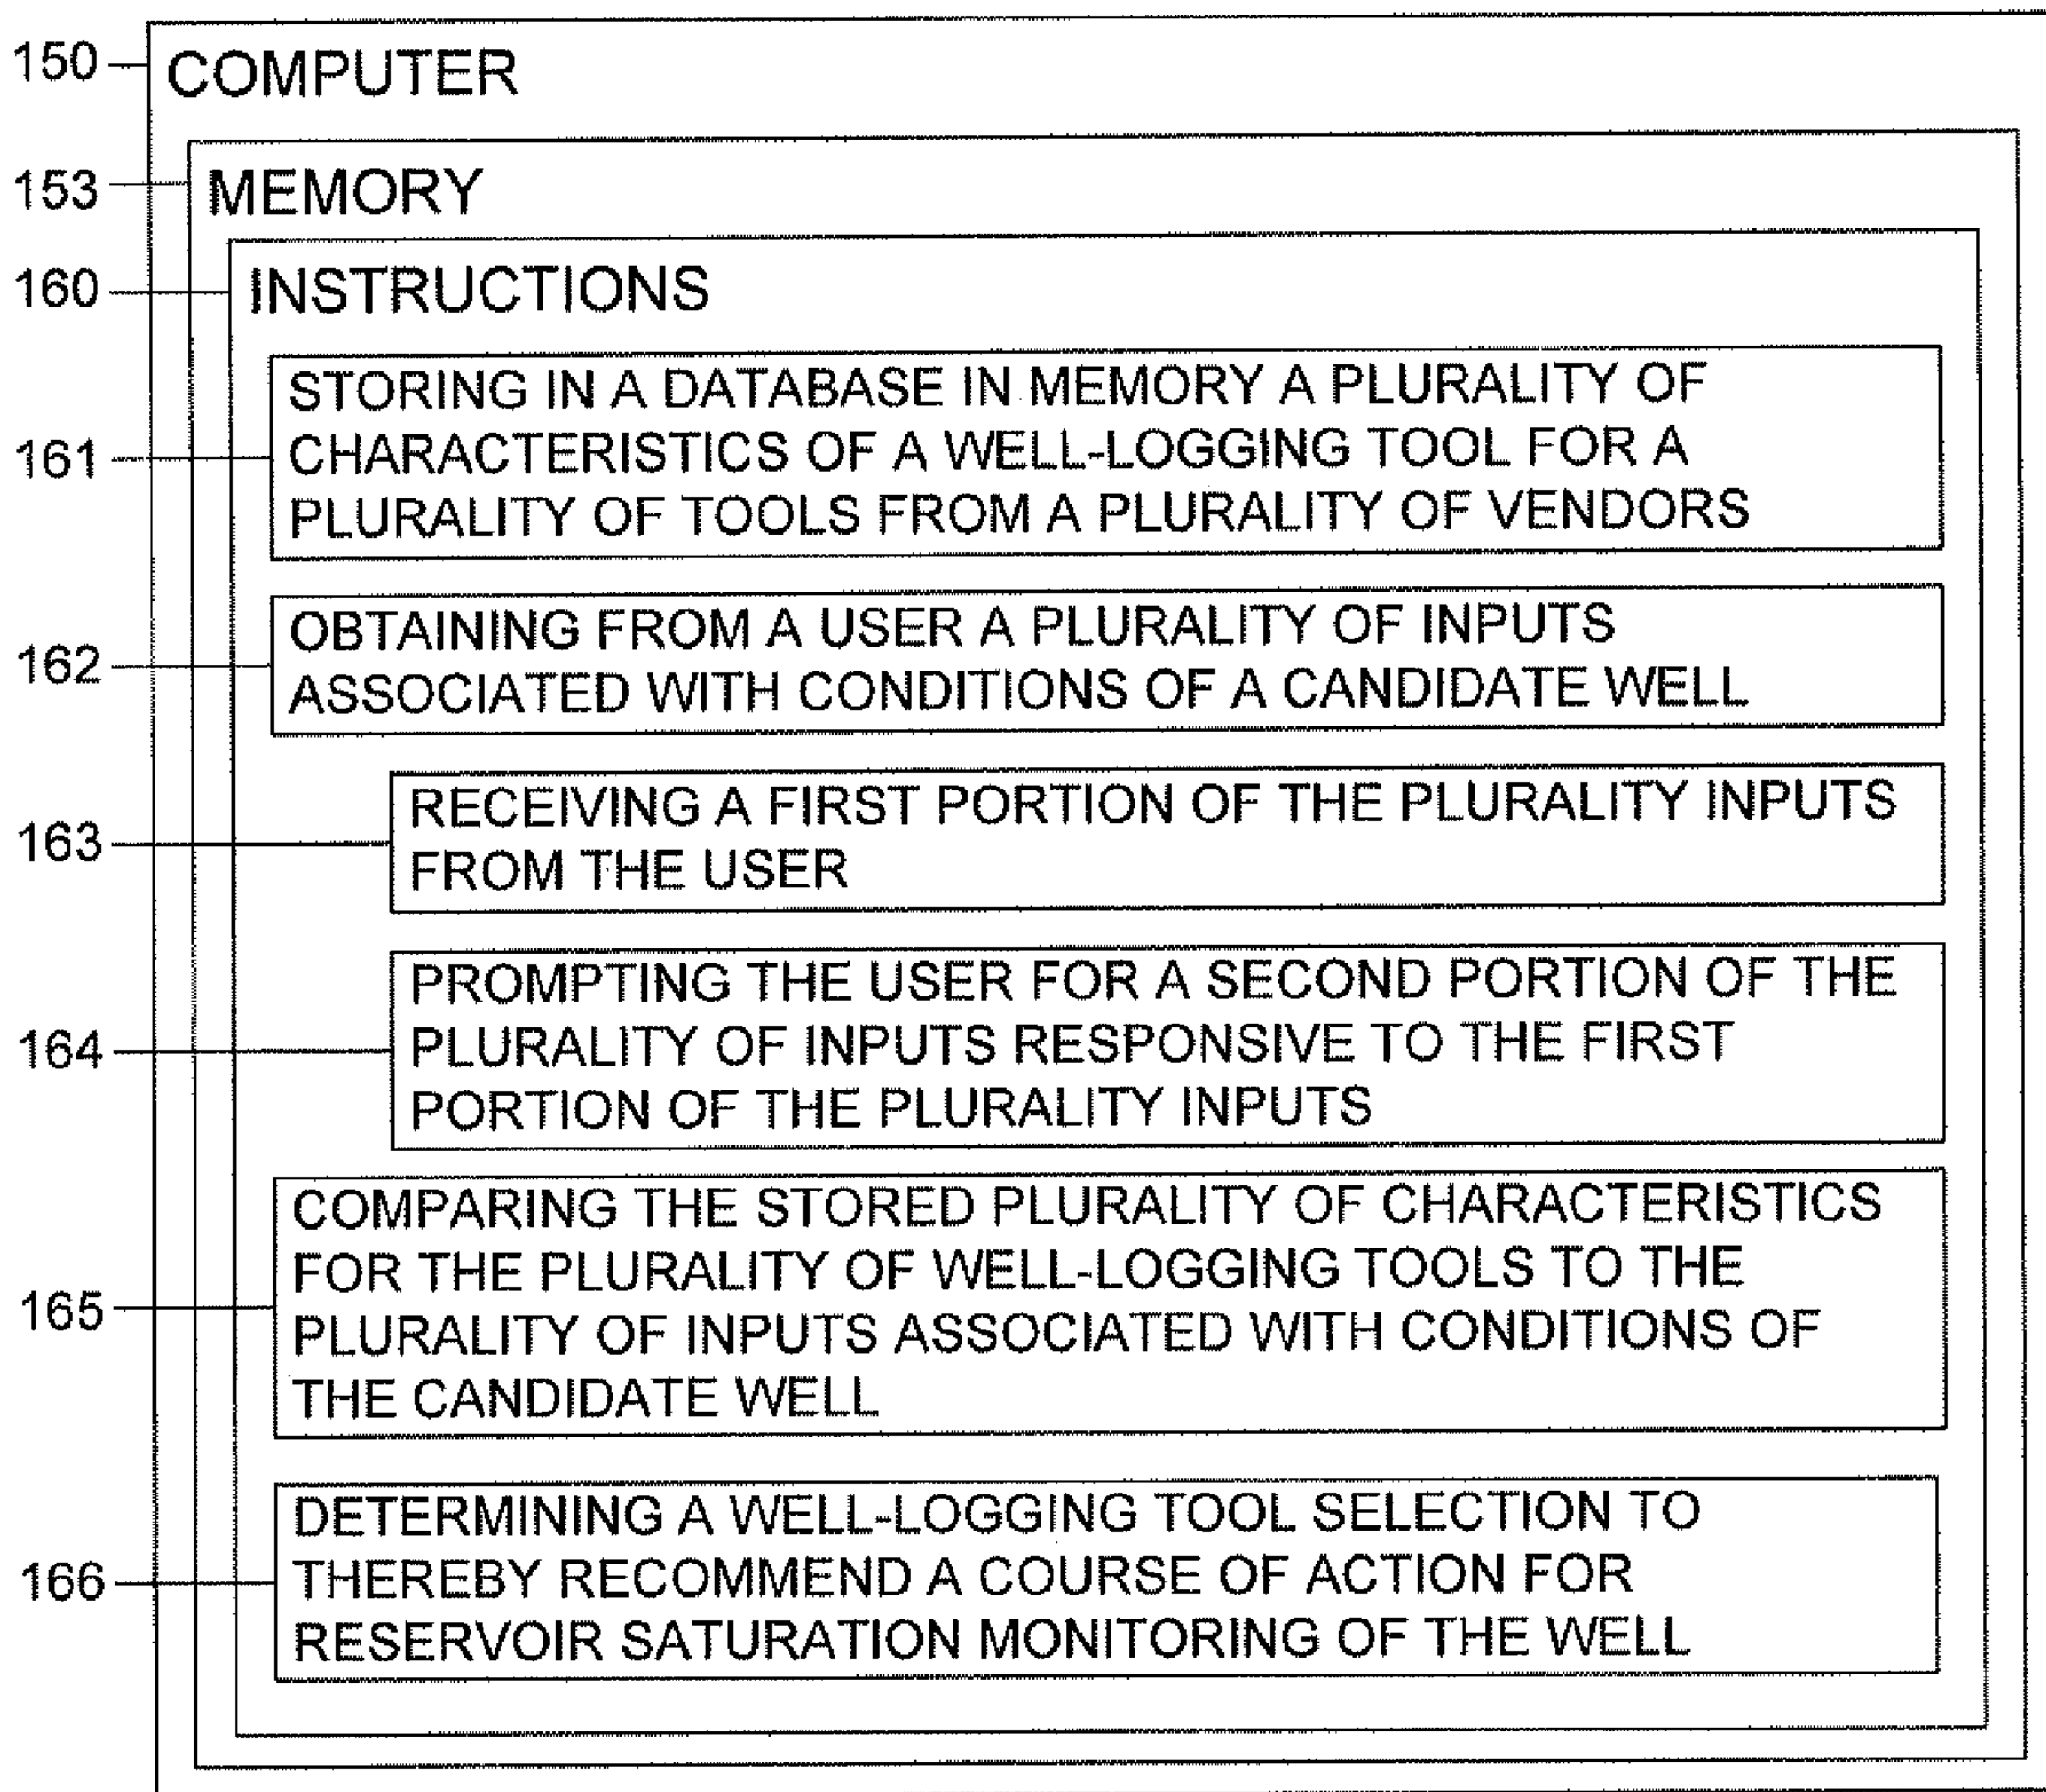 150 COMPUTER
153 MEMORY
160 INSTRUCTIONS
STORING IN A DATABASE IN MEMORY A PLURALITY OF
161 CHARACTERISTICS OF A WELL-LOGGING TOOL FOR A
PLURALITY OF TOOLS FROM A PLURALITY OF VENDORS
OBTAINING FROM A USER A PLURALITY OF INPUTS
162 ASSOCIATED WITH CONDITIONS OF A CANDIDATE WELL
RECEIVING A FIRST PORTION OF THE PLURALITY INPUTS
163 FROM THE USER
PROMPTING THE USER FOR A SECOND PORTION OF THE
164 PLURALITY OF INPUTS RESPONSIVE TO THE FIRST
PORTION OF THE PLURALITY INPUTS
COMPARING THE STORED PLURALITY OF CHARACTERISTICS
FOR THE PLURALITY OF WELL-LOGGING TOOLS TO THE
165 PLURALITY OF INPUTS ASSOCIATED WITH CONDITIONS OF
THE CANDIDATE WELL
DETERMINING A WELL-LOGGING TOOL SELECTION TO
166 THEREBY RECOMMEND A COURSE OF ACTION FOR
RESERVOIR SATURATION MONITORING OF THE WELL